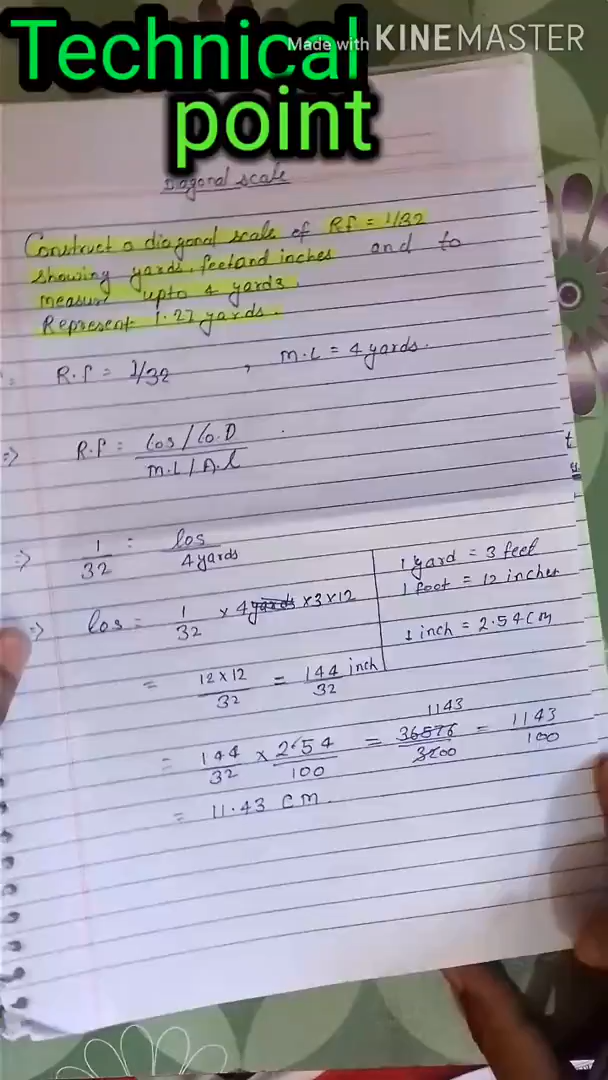 Technical
Made with KINEMASTER
point
Diagonal scale
Construct a diagonal scale of Rf = 1/32
showing yards, feet and inches and to
measur upto 4 yards.
Represent 1.27 yards.
R.f = 1/32 , M.L = 4 yards.
=> R.f = Los / Lo.D
M.L / A.L
=> 1/32 = Los / 4 yards
1 yard = 3 feet
1 foot = 12 inches
1 inch = 2.54 CM
=> Los = 1/32 × 4 yards × 3 × 12
= 12 × 12 / 32 = 144 / 32 inch
= 144 / 32 × 2.54 / 100 = 36576 / 3200 = 1143 / 100
1143
= 11.43 CM.